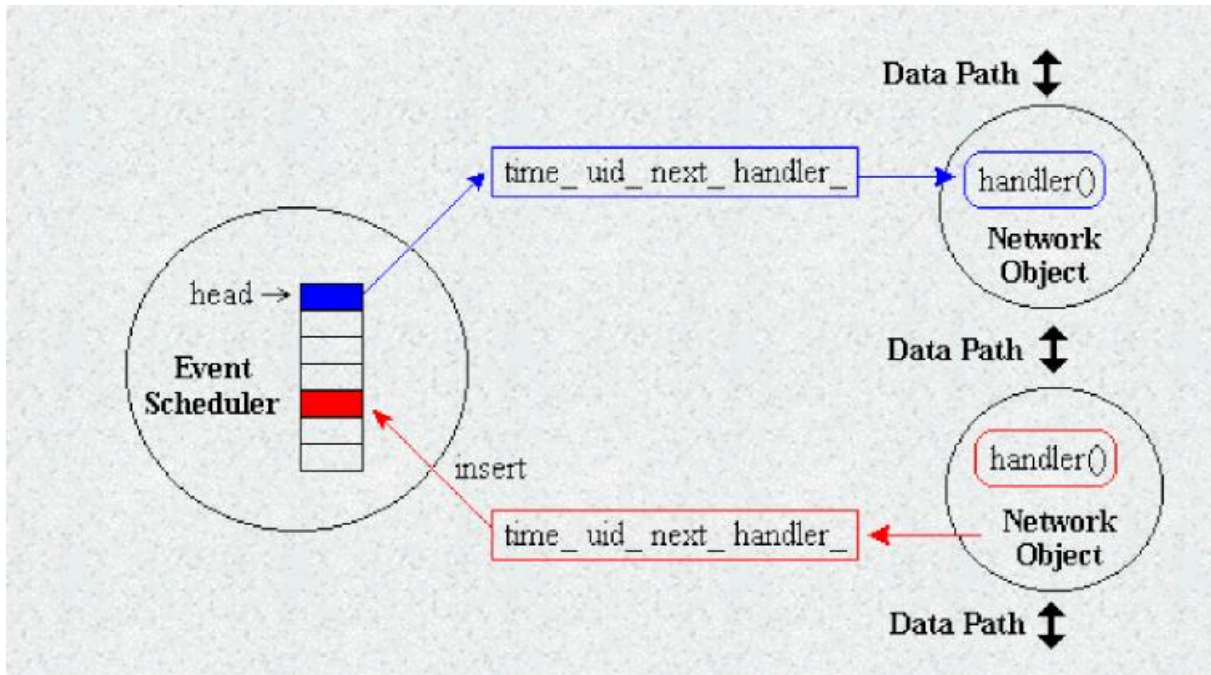 Data Path
time_ uid_ next_ handler_
handler()
Network
Object
head
Event
Scheduler
Data Path
insert
handler()
time_ uid_ next_ handler_
Network
Object
Data Path